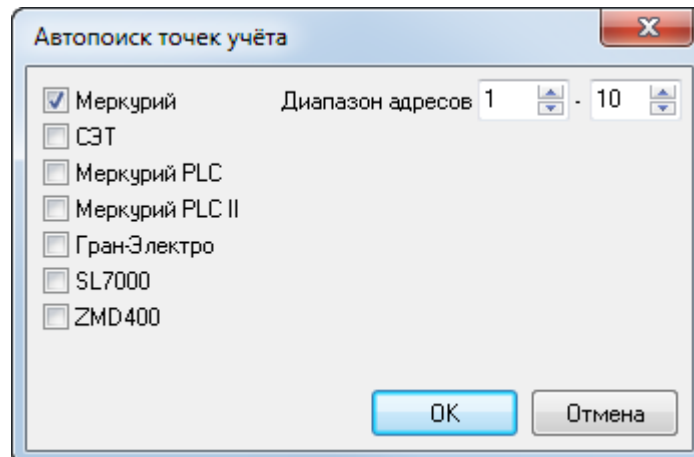 Автопоиск точек учёта
Меркурий Диапазон адресов 1 - 10
СЭТ
Меркурий PLC
Меркурий PLC II
Гран-Электро
SL7000
ZMD400
OK Отмена